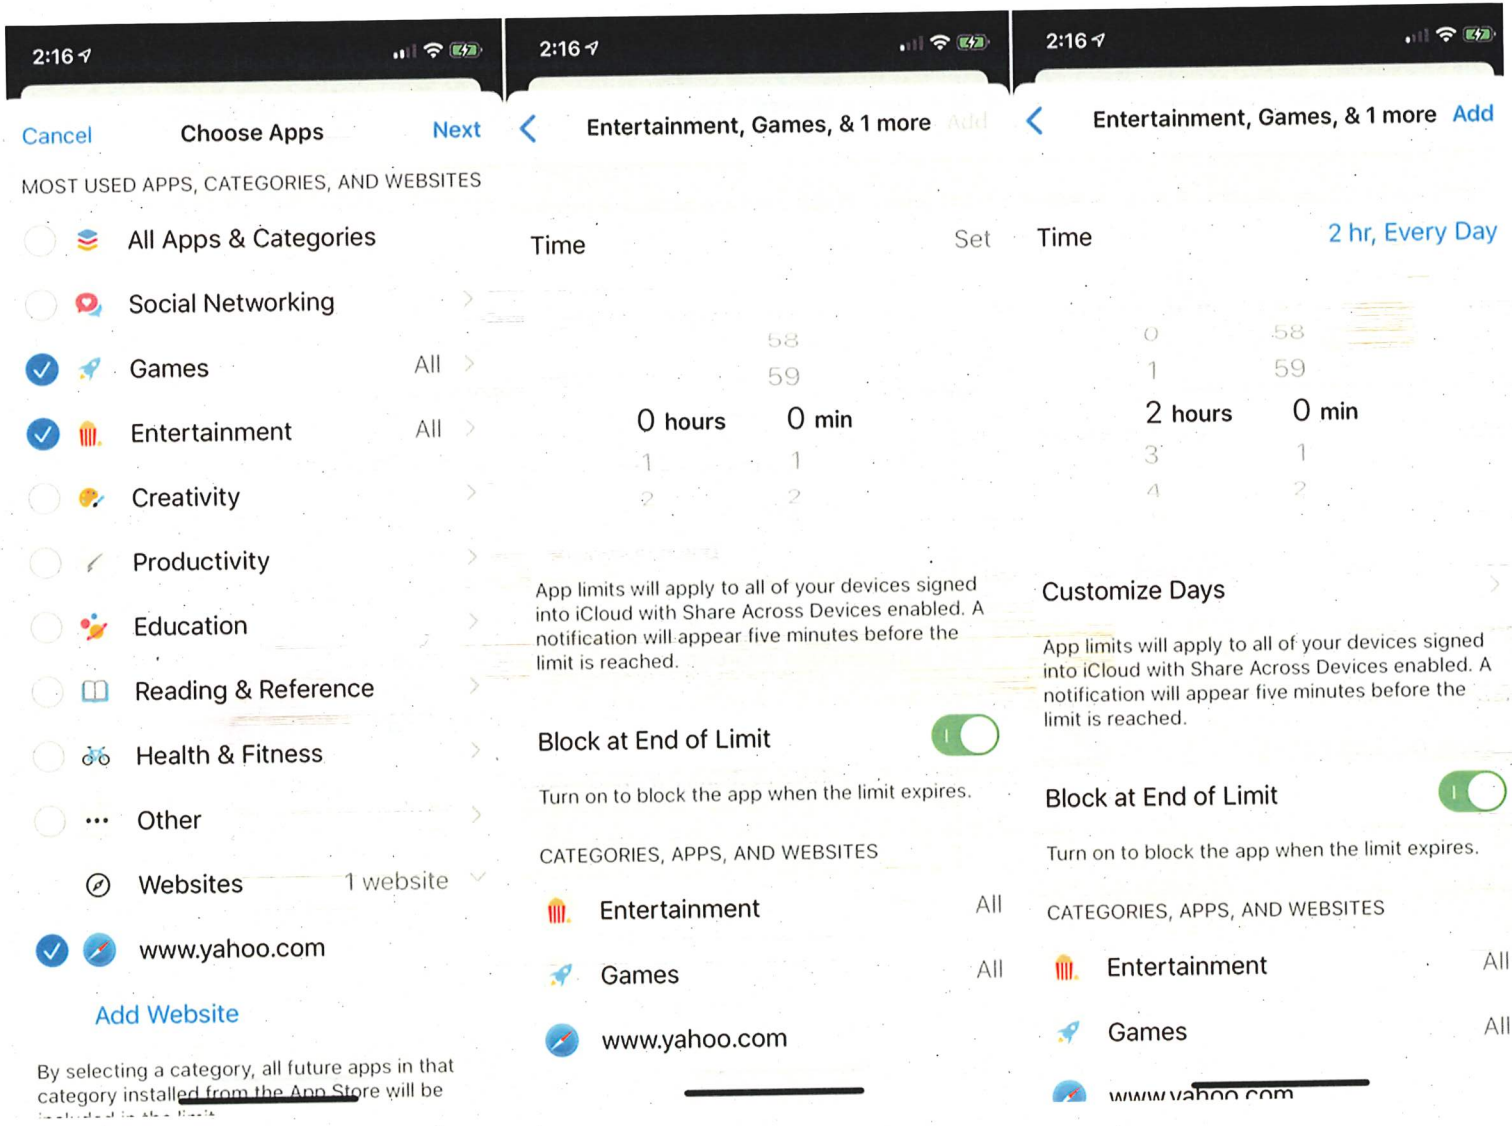 2:16
Cancel
Choose Apps
Next
MOST USED APPS, CATEGORIES, AND WEBSITES
All Apps & Categories
Social Networking
Games All
Entertainment All
Creativity
Productivity
Education
Reading & Reference
Health & Fitness
Other
Websites 1 website
www.yahoo.com
Add Website
By selecting a category, all future apps in that
category installed from the App Store will be
included in the limit
2:16
Entertainment, Games, & 1 more Add
Time Set
58
59
0 hours 0 min
1 1
2 2
App limits will apply to all of your devices signed
into iCloud with Share Across Devices enabled. A
notification will appear five minutes before the
limit is reached.
Block at End of Limit
Turn on to block the app when the limit expires.
CATEGORIES, APPS, AND WEBSITES
Entertainment All
Games All
www.yahoo.com
2:16
Entertainment, Games, & 1 more Add
Time 2 hr, Every Day
0 58
1 59
2 hours 0 min
3 1
4 2
Customize Days
App limits will apply to all of your devices signed
into iCloud with Share Across Devices enabled. A
notification will appear five minutes before the
limit is reached.
Block at End of Limit
Turn on to block the app when the limit expires.
CATEGORIES, APPS, AND WEBSITES
Entertainment All
Games All
www.yahoo.com